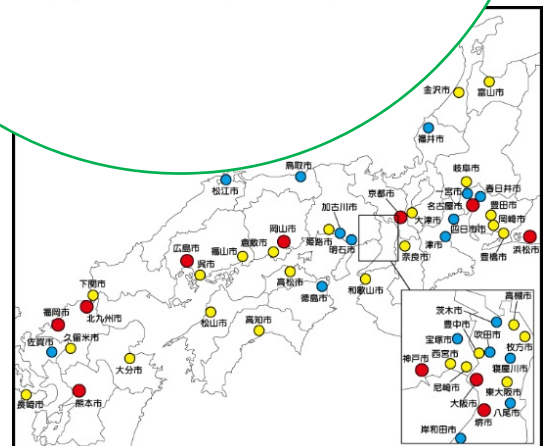 金沢市
富山市
福井市
鳥取市
松江市
岐阜市
一宮市
春日井市
京都市
名古屋市
豊田市
加古川市
大津市
岡崎市
岡山市
姫路市
四日市市
広島市
福山市
倉敷市
明石市
津市
浜松市
呉市
奈良市
豊橋市
下関市
高松市
和歌山市
徳島市
高槻市
福岡市
北九州市
茨木市
松山市
高知市
豊中市
吹田市
佐賀市
久留米市
宝塚市
枚方市
大分市
神戸市
西宮市
寝屋川市
尼崎市
東大阪市
長崎市
熊本市
大阪市
八尾市
堺市
岸和田市